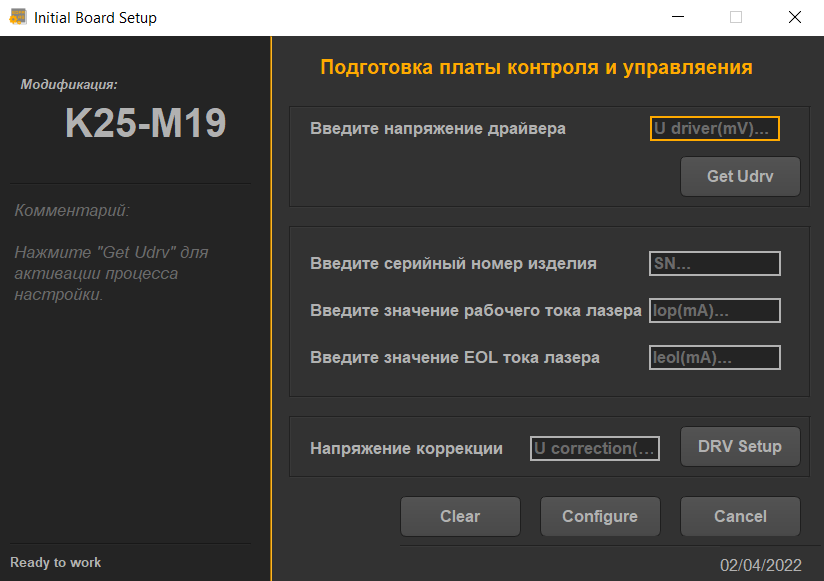 Initial Board Setup
Модификация:
K25-M19
Комментарий:
Нажмите "Get Udrv" для
активации процесса
настройки.
Ready to work
Подготовка платы контроля и управляения
Введите напряжение драйвера
U driver(mV)...
Get Udrv
Введите серийный номер изделия
SN...
Введите значение рабочего тока лазера
Iop(mA)...
Введите значение EOL тока лазера
Ieol(mA)...
Напряжение коррекции
U correction(...
DRV Setup
Clear
Configure
Cancel
02/04/2022